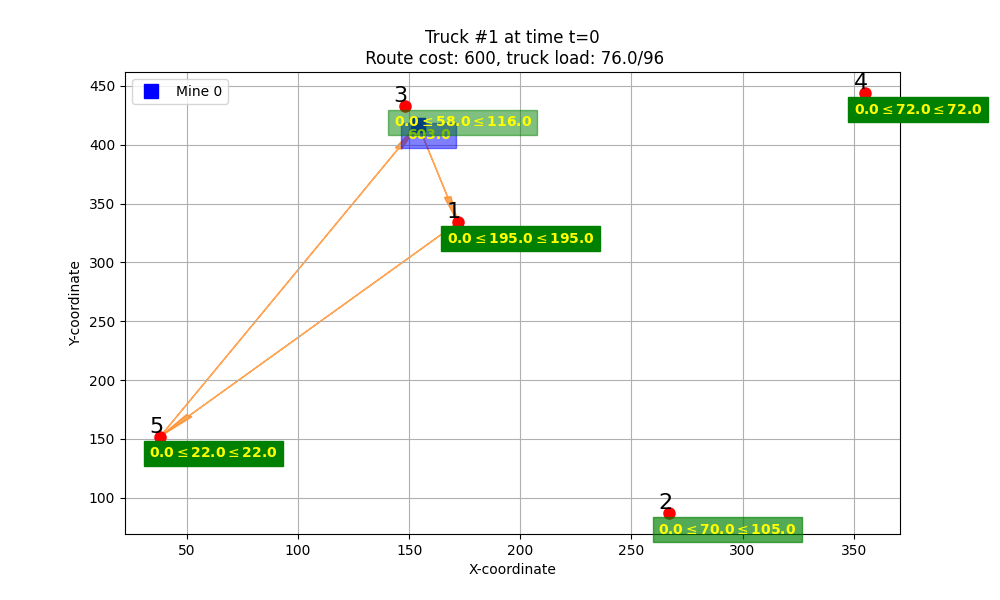 Truck #1 at time t=0
Route cost: 600, truck load: 76.0/96
Mine 0
3
4
0.0 ≤ 58.0 ≤ 116.0
0.0 ≤ 72.0 ≤ 72.0
603.0
1
0.0 ≤ 195.0 ≤ 195.0
5
0.0 ≤ 22.0 ≤ 22.0
2
0.0 ≤ 70.0 ≤ 105.0
450
400
350
300
250
200
150
100
Y-coordinate
50 100 150 200 250 300 350
X-coordinate